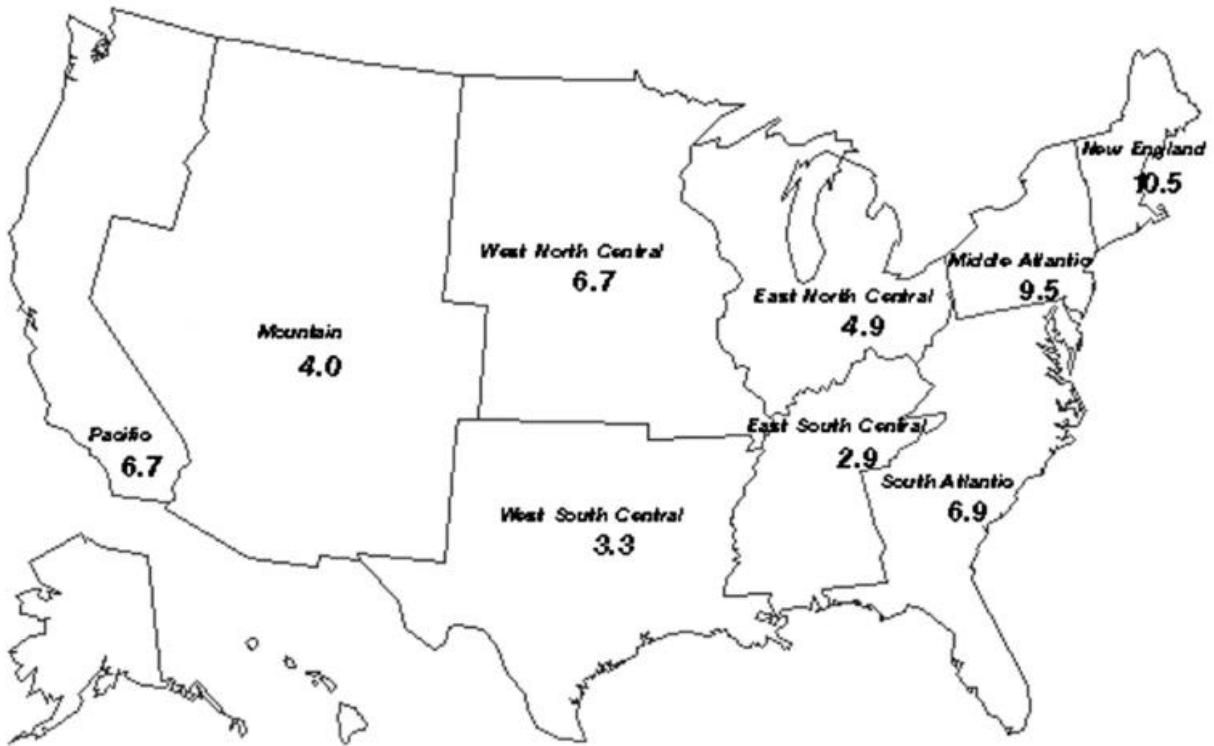 New England
10.5
West North Central
6.7
Middle Atlantic
9.5
East North Central
4.9
Mountain
4.0
East South Central
2.9
Pacific
6.7
South Atlantic
6.9
West South Central
3.3